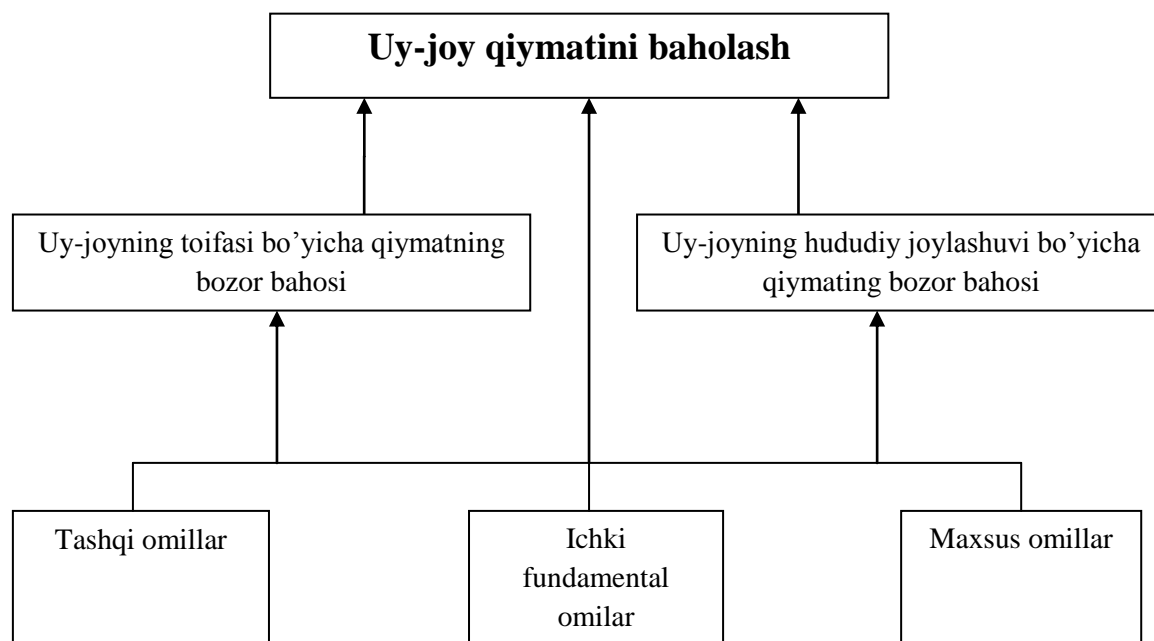 Uy-joy qiymatini baholash
Uy-joyning toifasi bo’yicha qiymatning
bozor bahosi
Uy-joyning hududiy joylashuvi bo’yicha
qiymating bozor bahosi
Tashqi omillar
Ichki
fundamental
omilar
Maxsus omillar